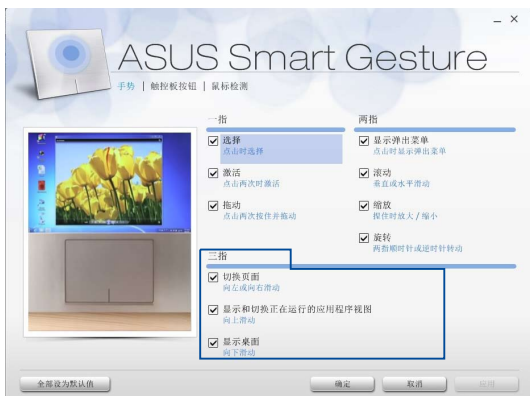 ASUS Smart Gesture
手势 | 触控板按钮 | 鼠标检测
一指
选择
点击时选择
激活
点击两次时激活
拖动
点击两次按住并拖动
两指
显示弹出菜单
点击时显示弹出菜单
滚动
垂直或水平滑动
缩放
捏住时放大/缩小
旋转
两指顺时针或逆时针转动
三指
切换页面
向左或向右滑动
显示和切换正在运行的应用程序视图
向上滑动
显示桌面
向下滑动
全部设为默认值
确定
取消
应用